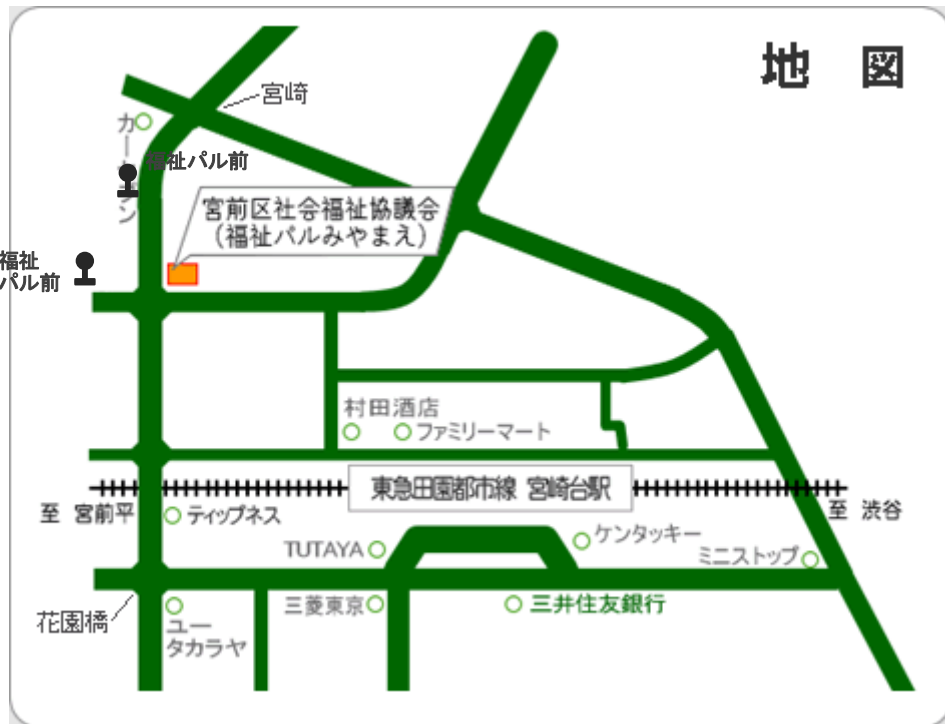 地 図
宮崎
福祉パル前
宮前区社会福祉協議会
(福祉パルみやまえ)
福祉
パル前
村田酒店
ファミリーマート
東急田園都市線 宮崎台駅
至 宮前平
至 渋谷
ティップネス
TUTAYA
ケンタッキー
ミニストップ
花園橋
三菱東京
三井住友銀行
ユー
タカラヤ